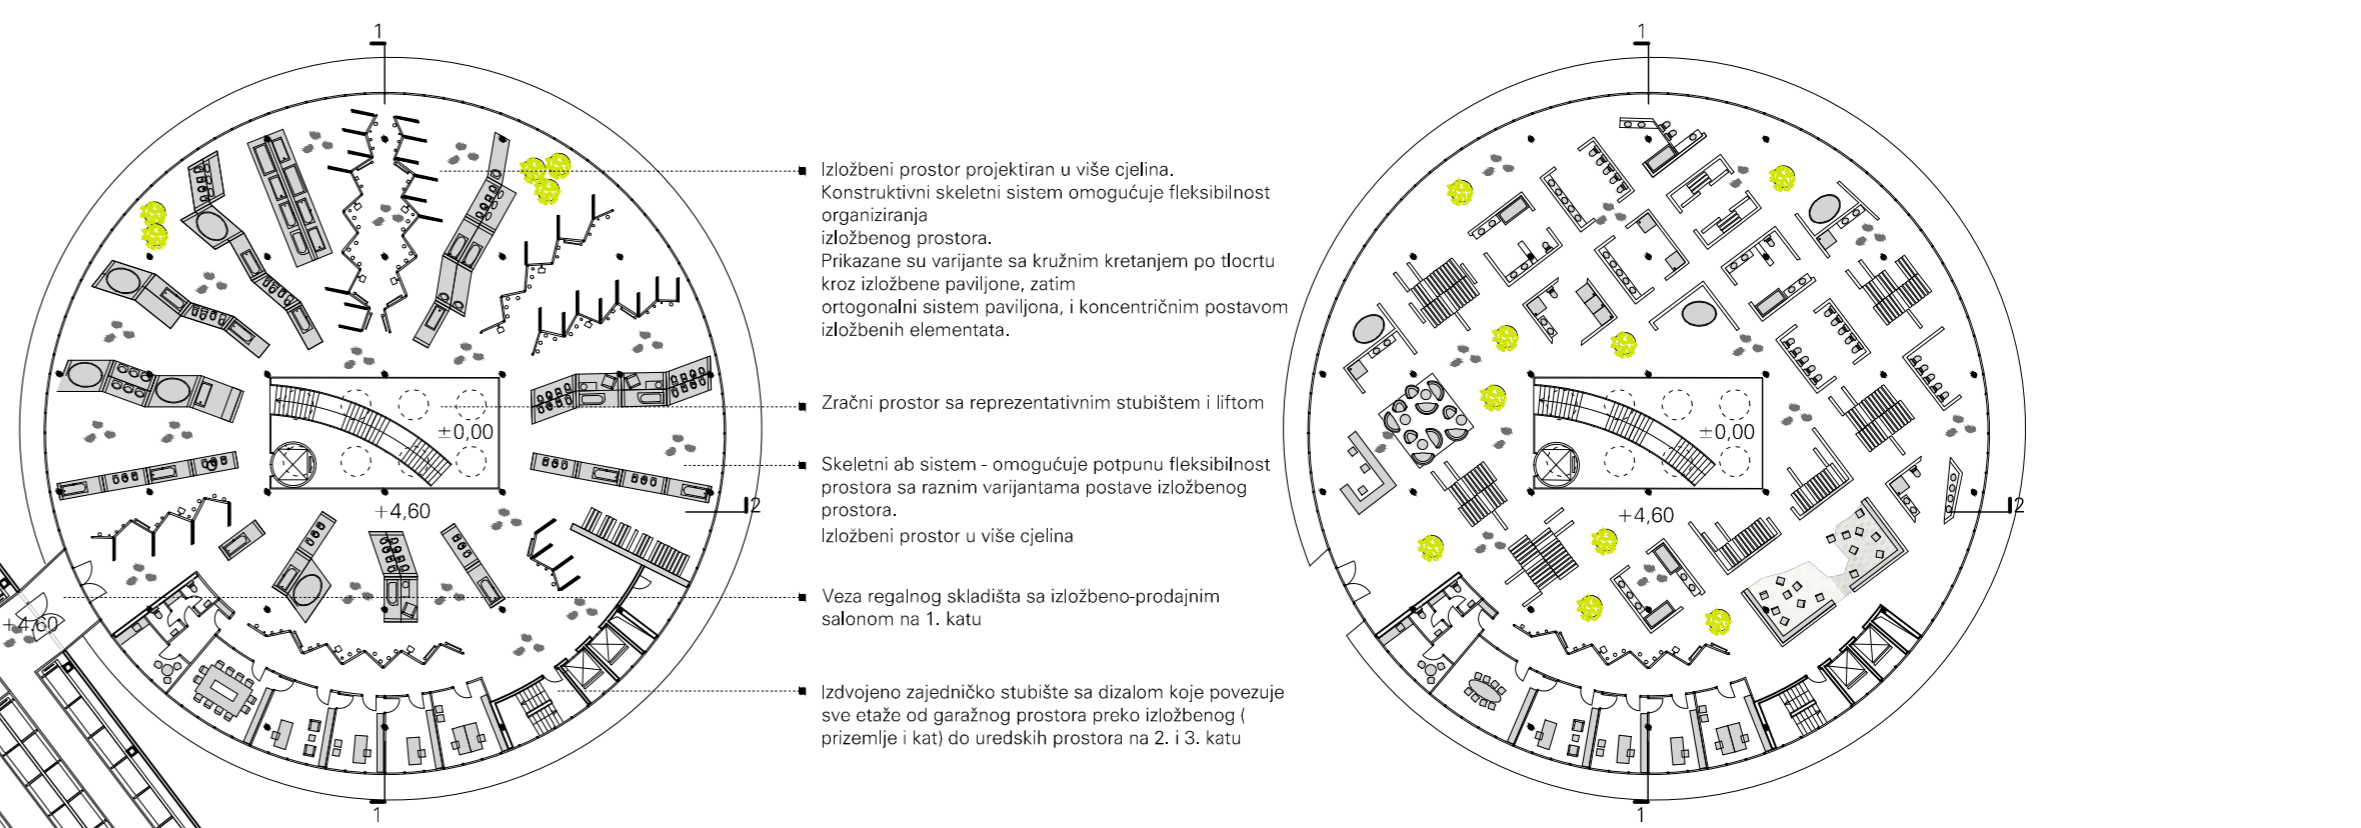 1
1
Izložbeni prostor projektiran u više cjelina.
Konstruktivni skeletni sistem omogućuje fleksibilnost
organiziranja
izložbenog prostora.
Prikazane su varijante sa kružnim kretanjem po tlocrtu
kroz izložbene paviljone, zatim
ortogonalni sistem paviljona, i koncentričnim postavom
izložbenih elementata.
Zračni prostor sa reprezentativnim stubištem i liftom
±0,00
±0,00
Skeletni ab sistem - omogućuje potpunu fleksibilnost
prostora sa raznim varijantama postave izložbenog
prostora.
Izložbeni prostor u više cjelina
2
2
+4,60
+4,60
Veza regalnog skladišta sa izložbeno-prodajnim
salonom na 1. katu
+4,60
Izdvojeno zajedničko stubište sa dizalom koje povezuje
sve etaže od garažnog prostora preko izložbenog (
prizemlje i kat) do uredskih prostora na 2. i 3. katu
1
1